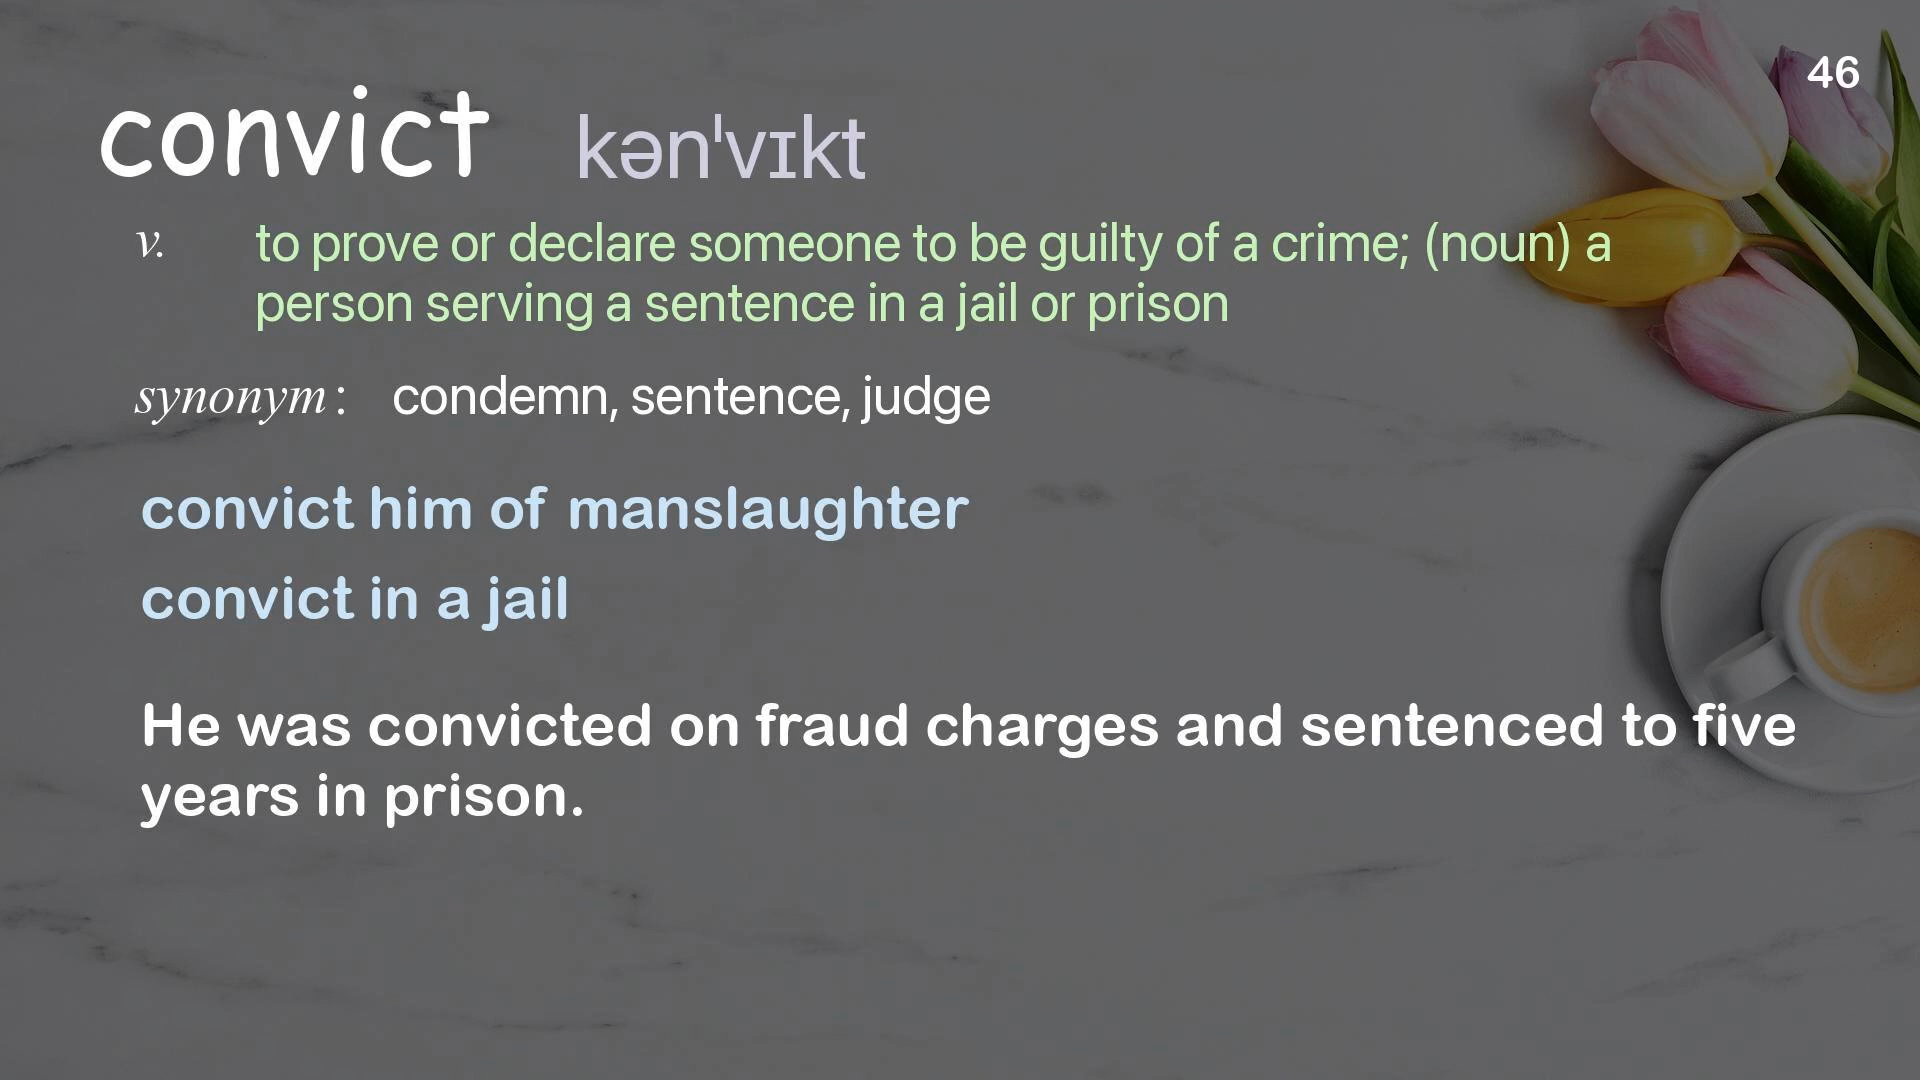 46
convict kənˈvɪkt
v. to prove or declare someone to be guilty of a crime; (noun) a
person serving a sentence in a jail or prison
synonym: condemn, sentence, judge
convict him of manslaughter
convict in a jail
He was convicted on fraud charges and sentenced to five
years in prison.